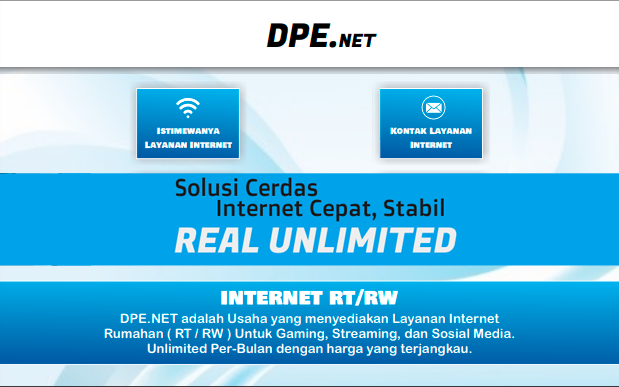 DPE.NET
ISTIMEWANYA
LAYANAN INTERNET
KONTAK LAYANAN
INTERNET
Solusi Cerdas
Internet Cepat, Stabil
REAL UNLIMITED
INTERNET RT/RW
DPE.NET adalah Usaha yang menyediakan Layanan Internet
Rumahan ( RT / RW ) Untuk Gaming, Streaming, dan Sosial Media.
Unlimited Per-Bulan dengan harga yang terjangkau.